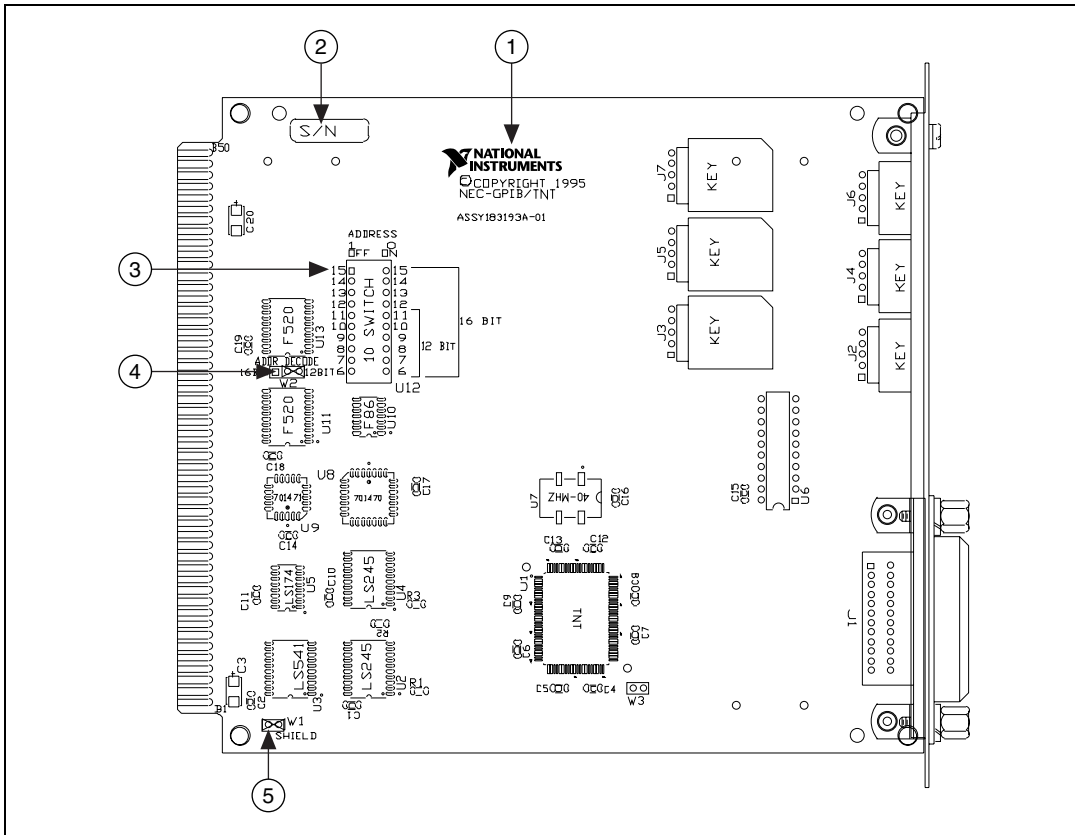 2
1
S/N
B50
NATIONAL
INSTRUMENTS
©COPYRIGHT 1995
NEC-GPIB/TNT
ASSY183193A-01
C20
ADDRESS
1 0
OFF ON
3
15 15
14 14
13 13
12 12
11 11
10 10
9 9
8 8
7 7
6 6
10 SWITCH
16 BIT
12 BIT
U12
F520
U13
C19
4
ADDR DECODE
16BIT 12BIT
W2
F520
U11
F86
U10
C18
U8
701471
U9
701470
C17
C14
C11
LS174
U5
C10
LS245
U4
R3
R2
C3
C2
B1
LS541
U3
LS245
U2
R1
C1
W1
SHIELD
5
J7
KEY
J5
KEY
J3
KEY
J6
KEY
J4
KEY
J2
KEY
U7
40-MHZ
C16
C15
U6
C13
C12
U1
C9
TNT
C8
C6
C7
C5
C4
W3
J1